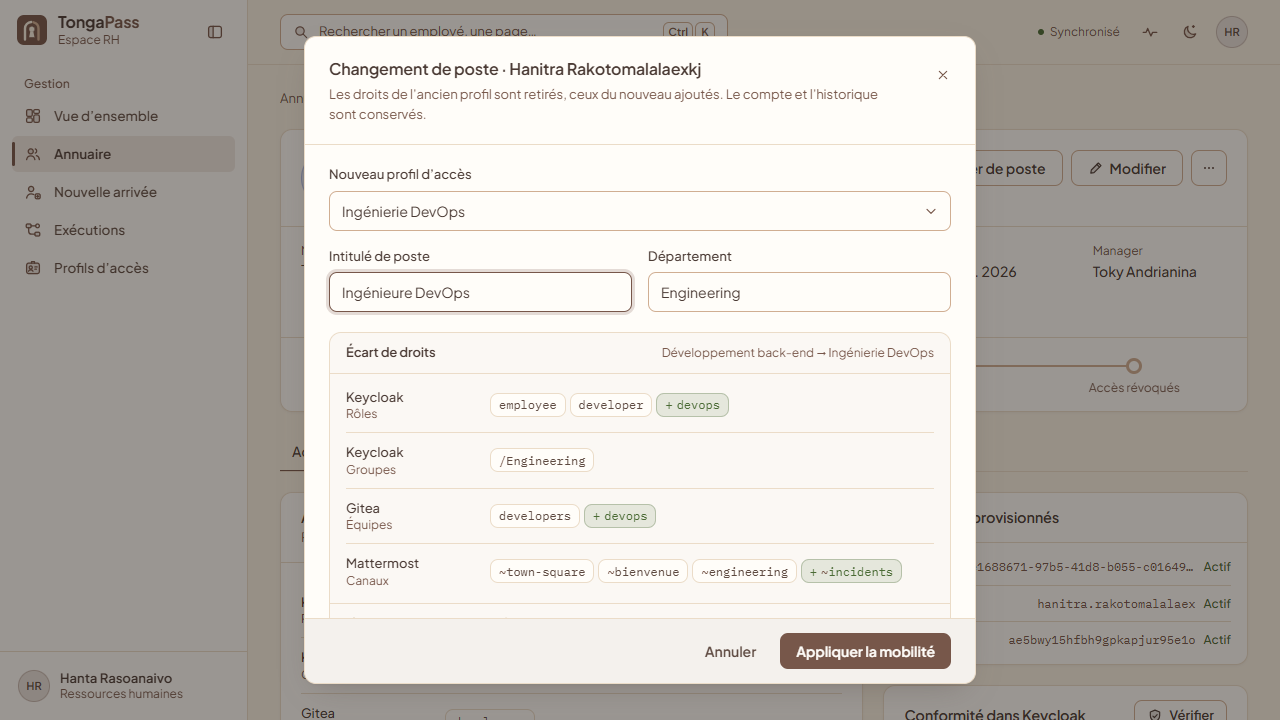 TongaPass
Espace RH
Rechercher un employé, une page…
Ctrl K
Synchronisé
HR
Gestion
Vue d'ensemble
Annuaire
Nouvelle arrivée
Exécutions
Profils d'accès
HR
Hanta Rasoanaivo
Ressources humaines
Changement de poste · Hanitra Rakotomalalaexkj
Les droits de l'ancien profil sont retirés, ceux du nouveau ajoutés. Le compte et l'historique
sont conservés.
Nouveau profil d'accès
Ingénierie DevOps
Intitulé de poste
Département
Ingénieure DevOps
Engineering
Écart de droits
Développement back-end → Ingénierie DevOps
Keycloak
Rôles
employee developer + devops
Keycloak
Groupes
/Engineering
Gitea
Équipes
developers + devops
Mattermost
Canaux
~town-square ~bienvenue ~engineering + ~incidents
Annuler
Appliquer la mobilité
de poste
Modifier
Manager
2026
Toky Andrianina
Accès révoqués
provisionnés
1688671-97b5-41d8-b055-c01649… Actif
hanitra.rakotomalalaex Actif
ae5bwy15hfbh9gpkapjur95e1o Actif
Gitea
Conformité dans Keycloak
Vérifier